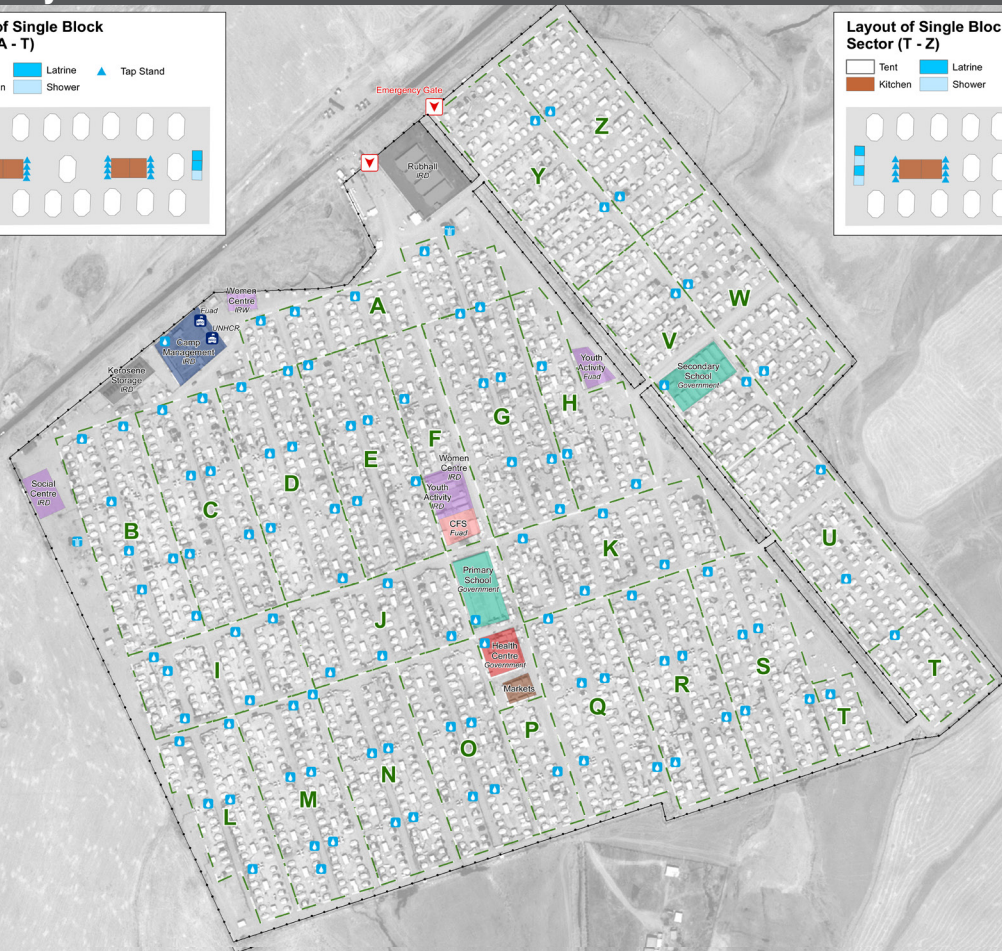 of Single Block
A - T)
Latrine
Tap Stand
n
Shower
Layout of Single Bloc
Sector (T - Z)
Tent
Latrine
Kitchen
Shower
Emergency Gate
Rubhall
IRD
Z
Y
W
V
Women
Centre
IRW
Fuad
UNHCR
Camp
Management
IRD
Kerosene
Storage
IRD
A
Youth
Activity
Fuad
Secondary
School
Government
H
G
F
E
D
C
B
Social
Centre
IRD
Women
Centre
IRD
Youth
Activity
IRD
CFS
Fuad
K
U
Primary
School
Government
J
I
Health
Centre
Government
Markets
S
R
Q
P
O
N
M
L
T
T